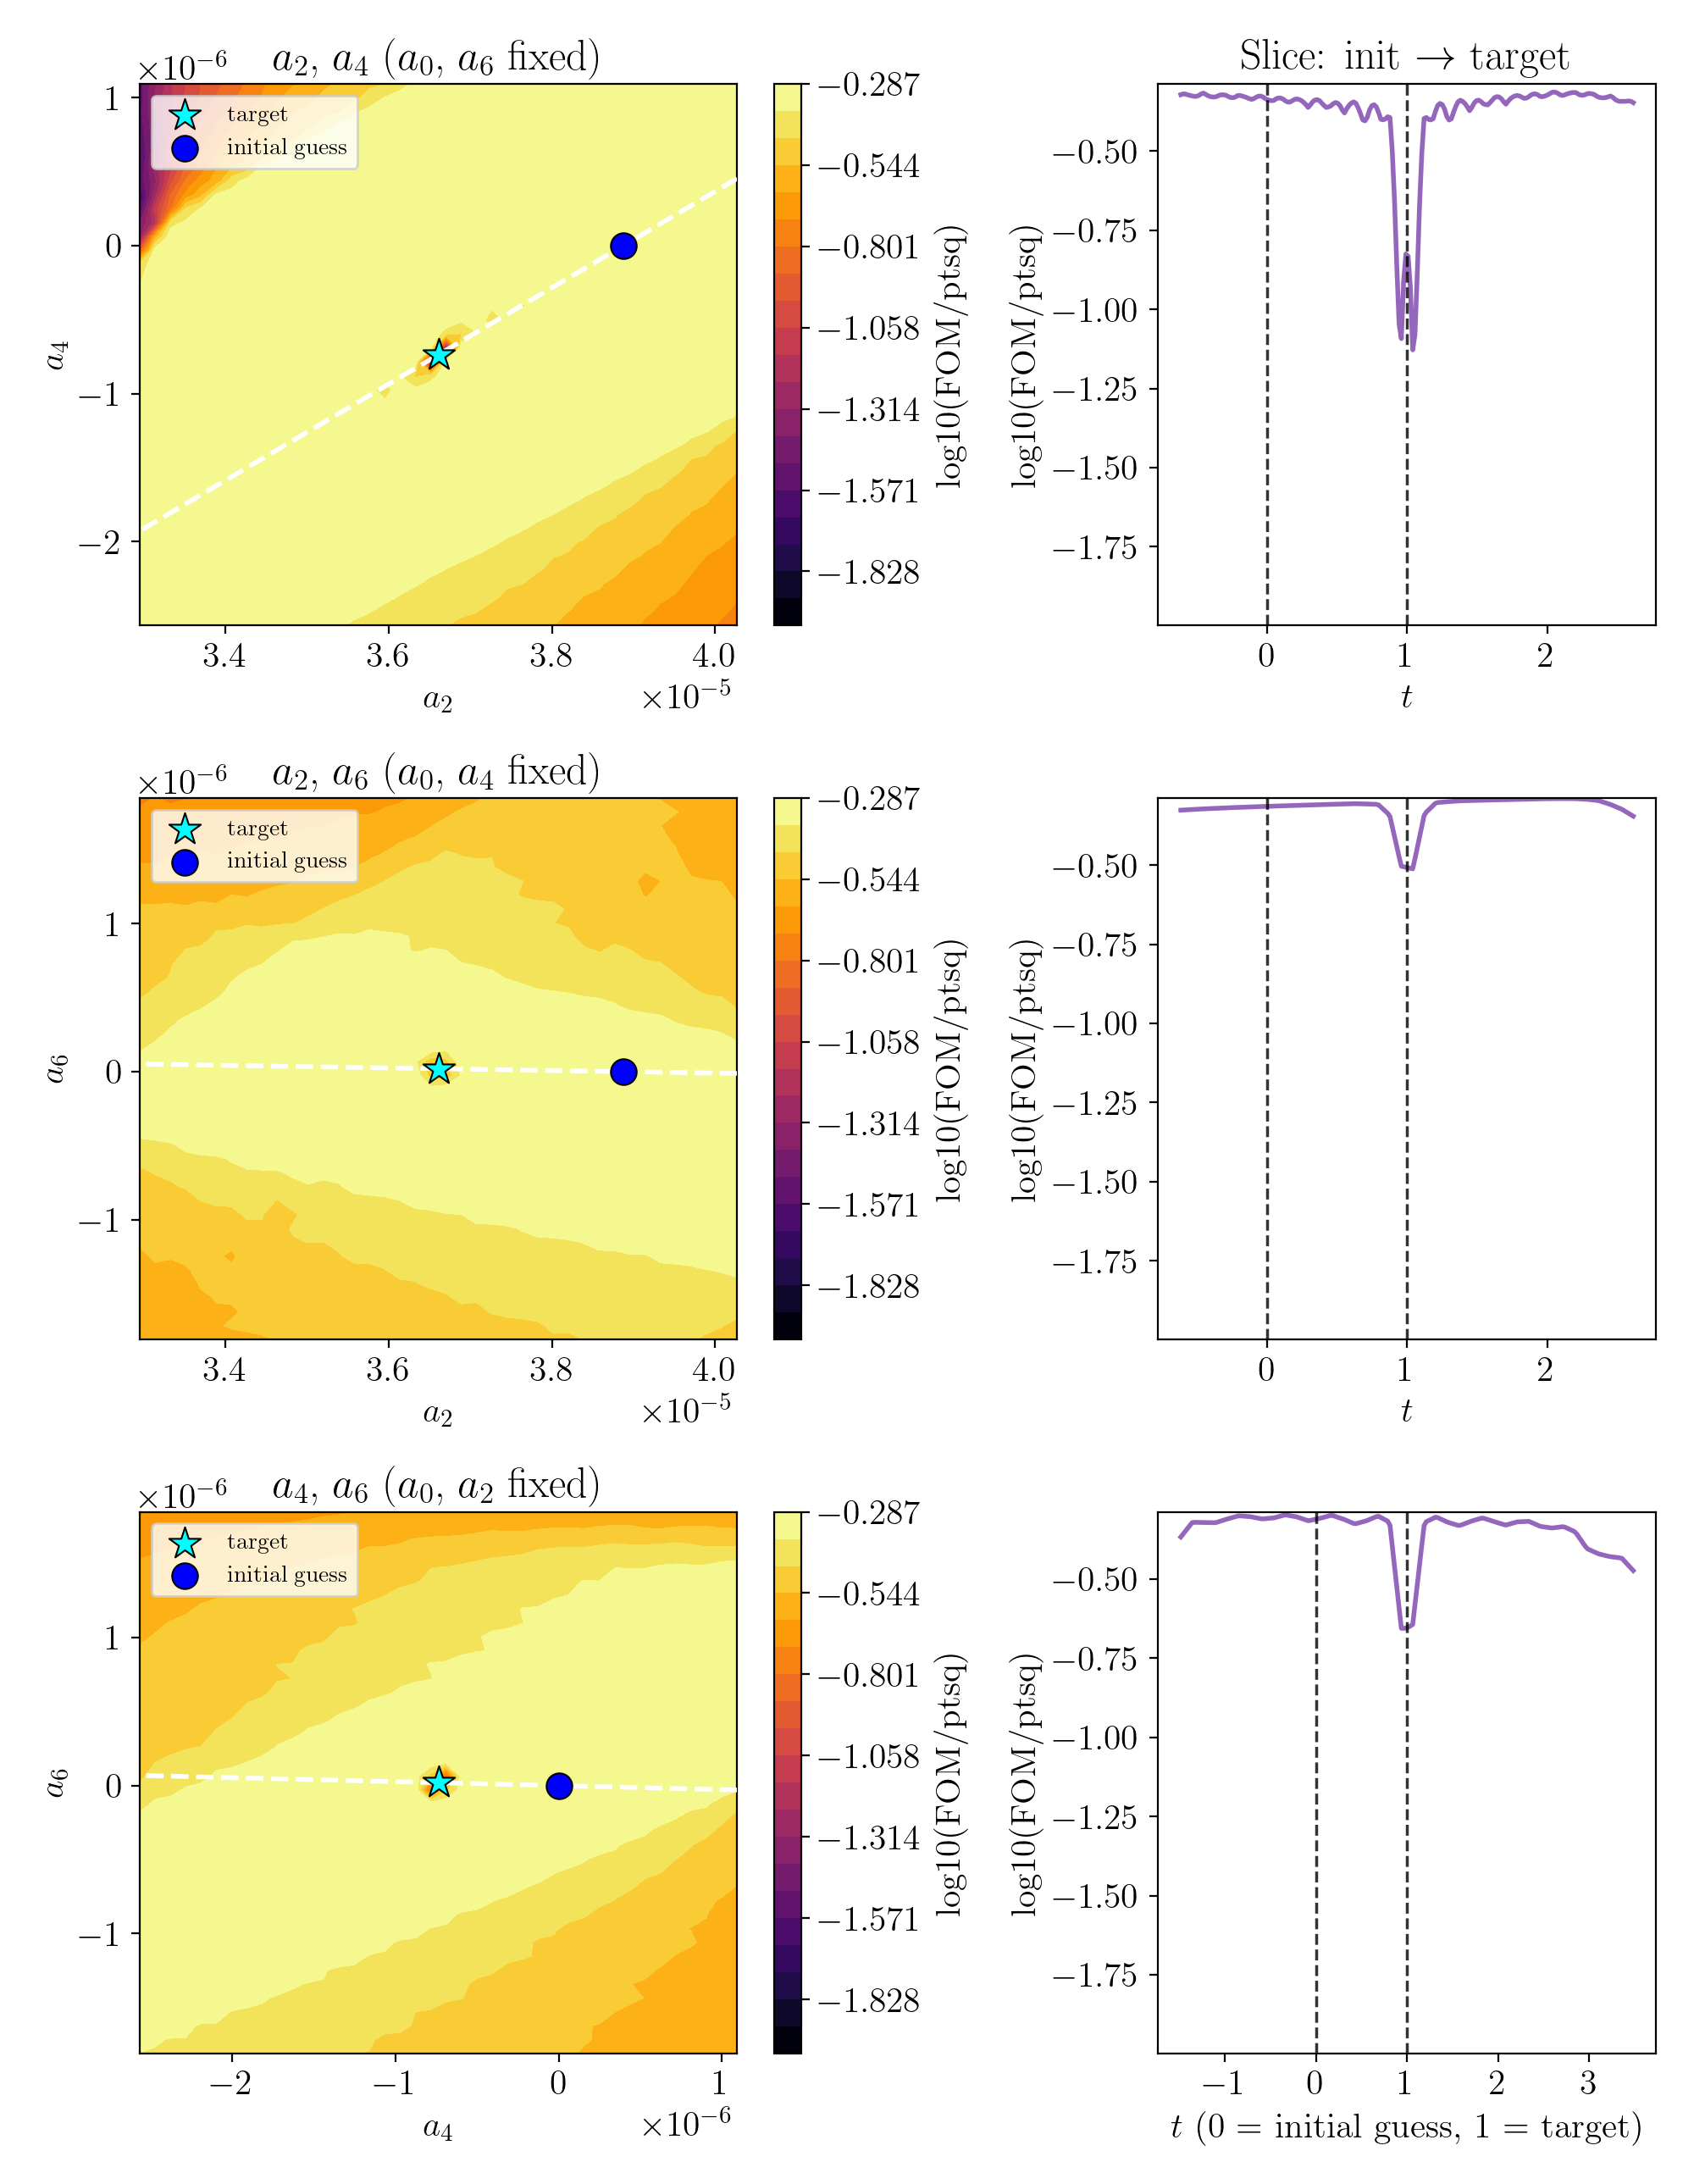 ×10⁻⁶ a₂, a₄ (a₀, a₆ fixed)
target
initial guess
1
0
−1
−2
a₄
3.4 3.6 3.8 4.0
a₂ ×10⁻⁵
−0.287
−0.544
−0.801
−1.058
−1.314
−1.571
−1.828
log10(FOM/ptsq)
Slice: init → target
log10(FOM/ptsq)
−0.50
−0.75
−1.00
−1.25
−1.50
−1.75
0 1 2
t
×10⁻⁶ a₂, a₆ (a₀, a₄ fixed)
target
initial guess
1
0
−1
a₆
3.4 3.6 3.8 4.0
a₂ ×10⁻⁵
−0.287
−0.544
−0.801
−1.058
−1.314
−1.571
−1.828
log10(FOM/ptsq)
log10(FOM/ptsq)
−0.50
−0.75
−1.00
−1.25
−1.50
−1.75
0 1 2
t
×10⁻⁶ a₄, a₆ (a₀, a₂ fixed)
target
initial guess
1
0
−1
a₆
−2 −1 0 1
a₄ ×10⁻⁶
−0.287
−0.544
−0.801
−1.058
−1.314
−1.571
−1.828
log10(FOM/ptsq)
log10(FOM/ptsq)
−0.50
−0.75
−1.00
−1.25
−1.50
−1.75
−1 0 1 2 3
t (0 = initial guess, 1 = target)